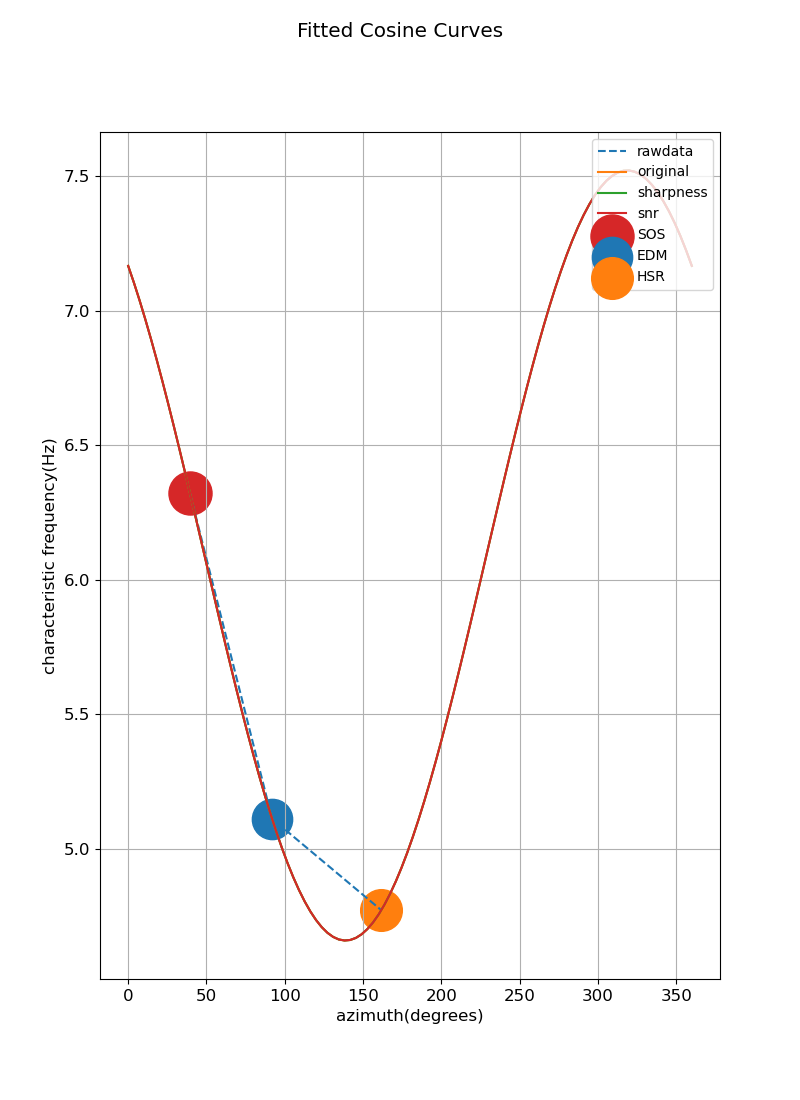 Fitted Cosine Curves
rawdata
original
sharpness
snr
SOS
EDM
HSR
7.5
7.0
6.5
6.0
5.5
5.0
characteristic frequency(Hz)
0 50 100 150 200 250 300 350
azimuth(degrees)